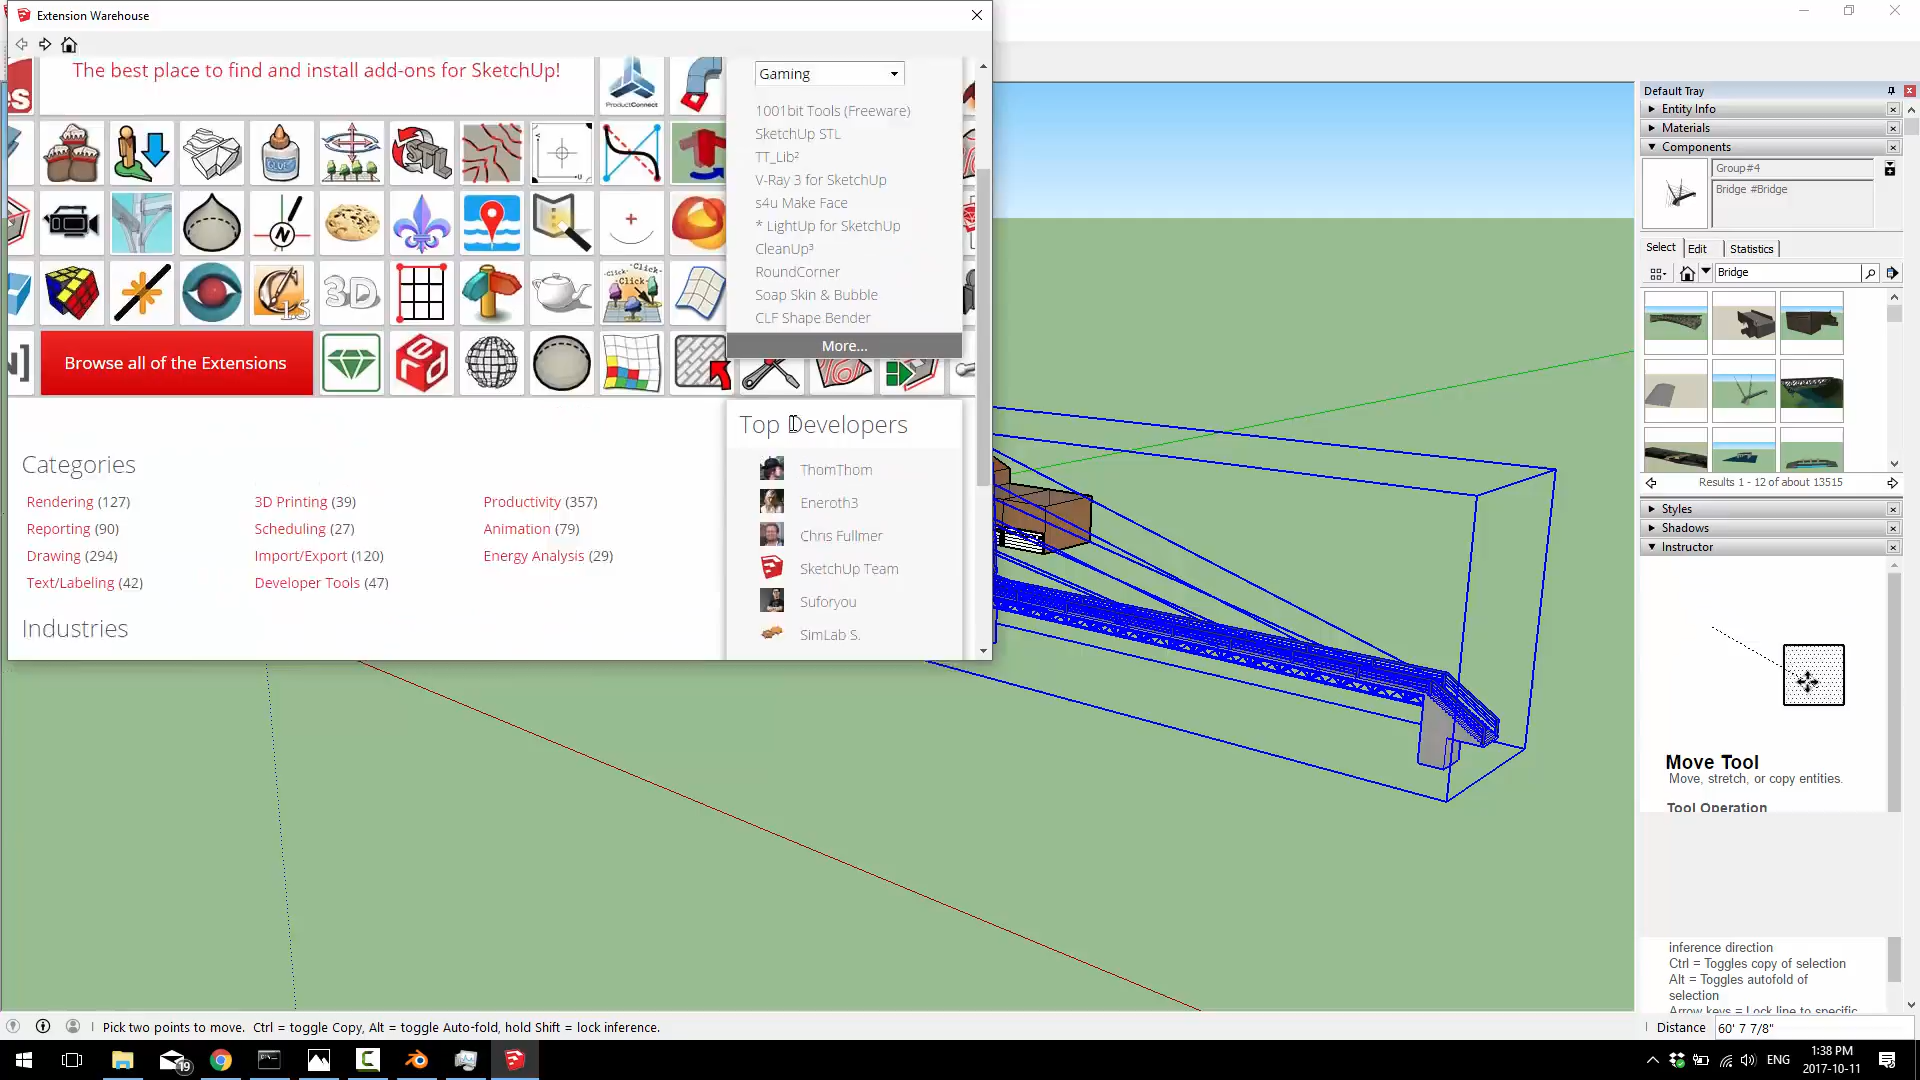 Extension Warehouse
The best place to find and install add-ons for SketchUp!
ProductConnect
Gaming
1001bit Tools (Freeware)
SketchUp STL
TT_Lib²
V-Ray 3 for SketchUp
s4u Make Face
* LightUp for SketchUp
CleanUp³
RoundCorner
Soap Skin & Bubble
CLF Shape Bender
More...
Browse all of the Extensions
Top Developers
ThomThom
Eneroth3
Chris Fullmer
SketchUp Team
Suforyou
SimLab S.
Categories
Rendering (127)
3D Printing (39)
Productivity (357)
Reporting (90)
Scheduling (27)
Animation (79)
Drawing (294)
Import/Export (120)
Energy Analysis (29)
Text/Labeling (42)
Developer Tools (47)
Industries
Default Tray
Entity Info
Materials
Components
Group#4
Bridge #Bridge
Select
Edit
Statistics
Bridge
Results 1 - 12 of about 13515
Styles
Shadows
Instructor
Move Tool
Move, stretch, or copy entities.
Tool Operation
inference direction
Ctrl = Toggles copy of selection
Alt = Toggles autofold of
selection
Arrow keys = Lock line to specific
Pick two points to move. Ctrl = toggle Copy, Alt = toggle Auto-fold, hold Shift = lock inference.
Distance
60' 7 7/8"
19
ENG
1:38 PM
2017-10-11